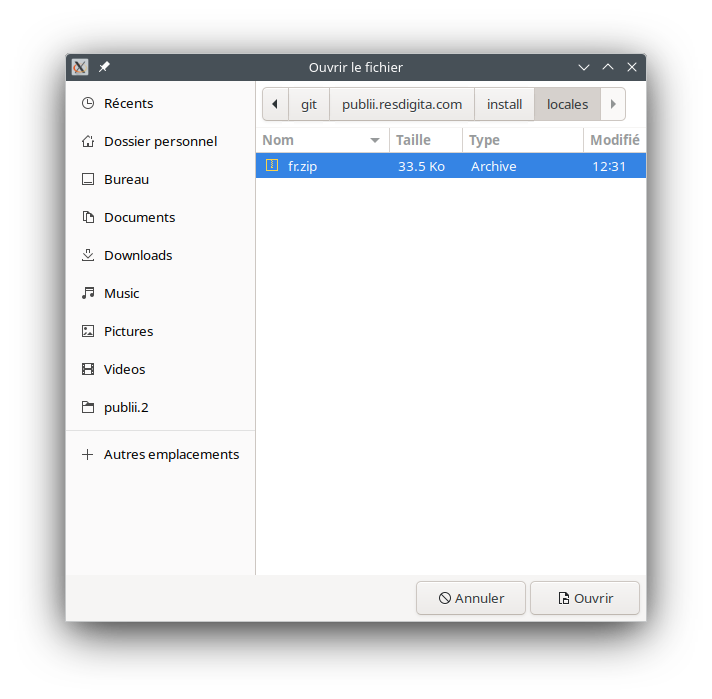 Ouvrir le fichier
Récents
Dossier personnel
Bureau
Documents
Downloads
Music
Pictures
Videos
publii.2
Autres emplacements
git publii.resdigita.com install locales
Nom Taille Type Modifié
fr.zip 33.5 Ko Archive 12:31
Annuler Ouvrir